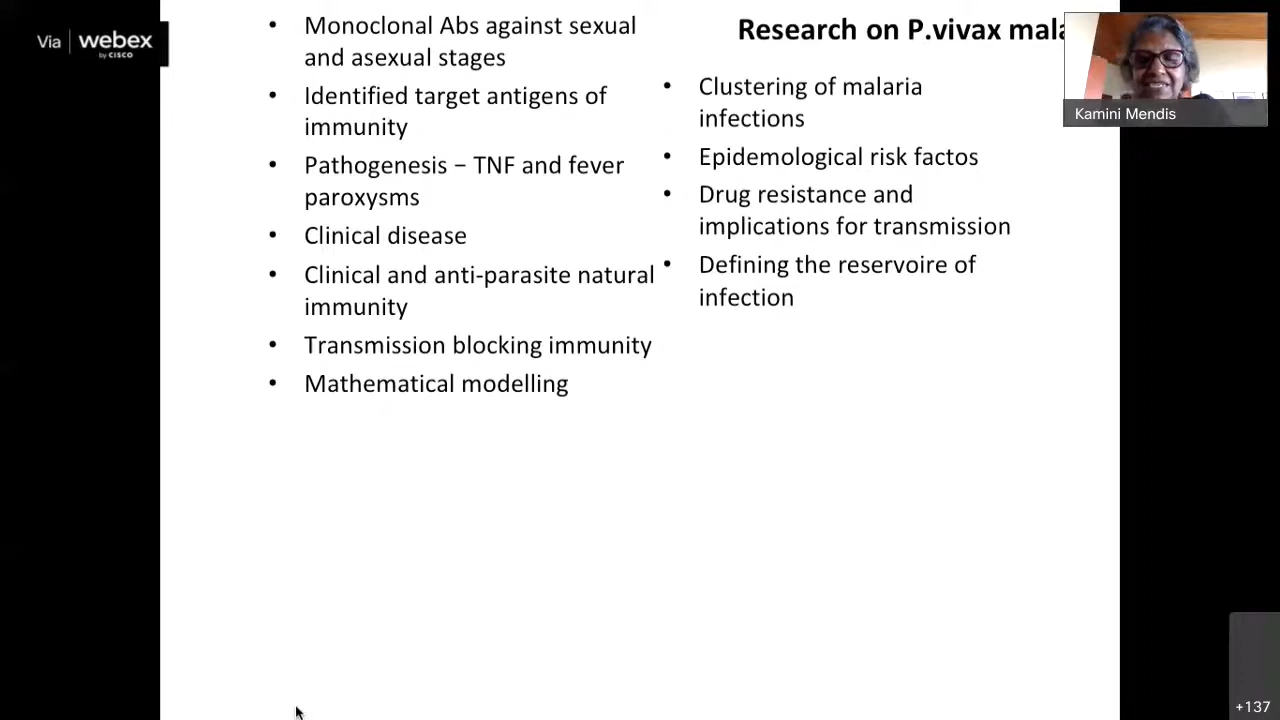 Via webex
by CISCO
• Monoclonal Abs against sexual
and asexual stages
• Identified target antigens of
immunity
• Pathogenesis – TNF and fever
paroxysms
• Clinical disease
• Clinical and anti-parasite natural
immunity
• Transmission blocking immunity
• Mathematical modelling
Research on P.vivax mala
• Clustering of malaria
infections
• Epidemological risk factos
• Drug resistance and
implications for transmission
• Defining the reservoire of
infection
Kamini Mendis
+137